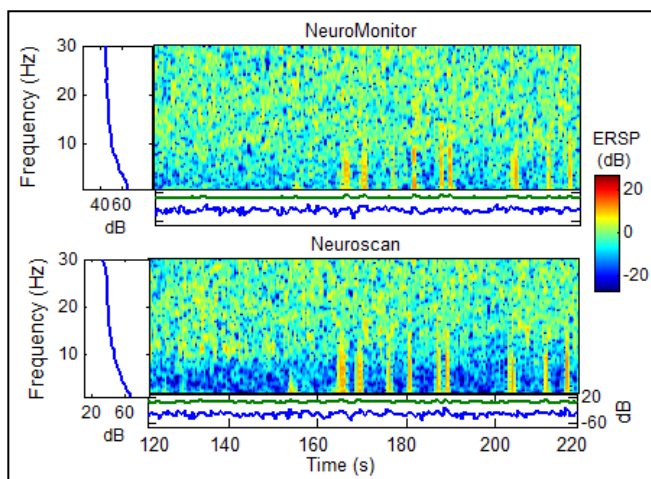 NeuroMonitor
30
20
10
Frequency (Hz)
40 60
dB
ERSP
(dB)
20
0
-20
Neuroscan
30
20
10
Frequency (Hz)
20 60
dB
20
-60
dB
120 140 160 180 200 220
Time (s)